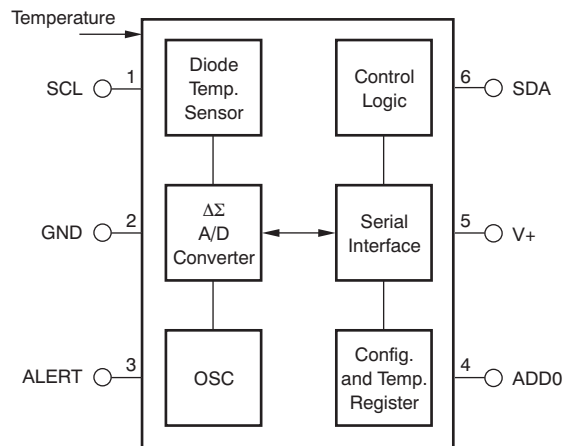 Temperature
SCL
1
Diode
Temp.
Sensor
Control
Logic
6
SDA
GND
2
ΔΣ
A/D
Converter
Serial
Interface
5
V+
ALERT
3
OSC
Config.
and Temp.
Register
4
ADD0